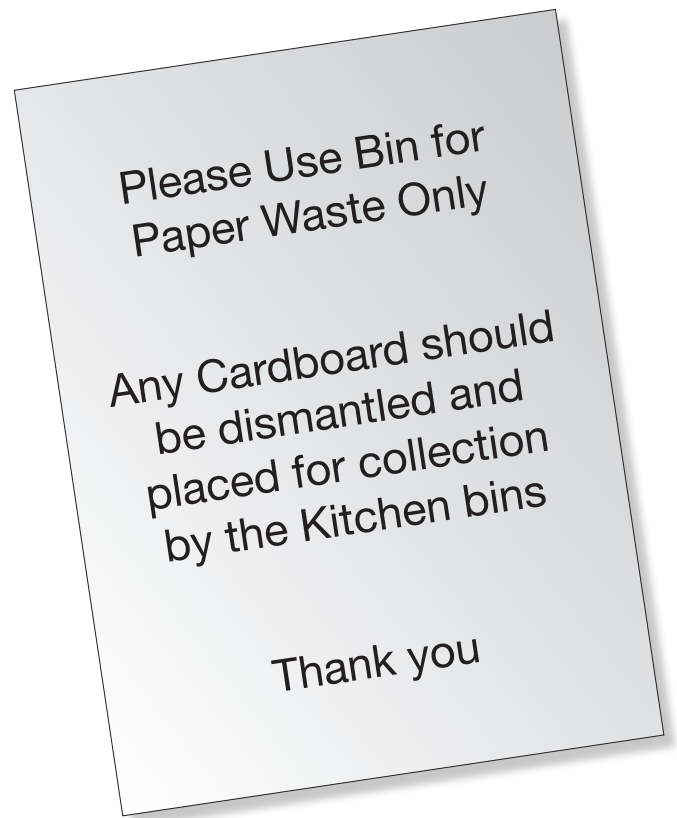 Please Use Bin for
Paper Waste Only
Any Cardboard should
be dismantled and
placed for collection
by the Kitchen bins
Thank you